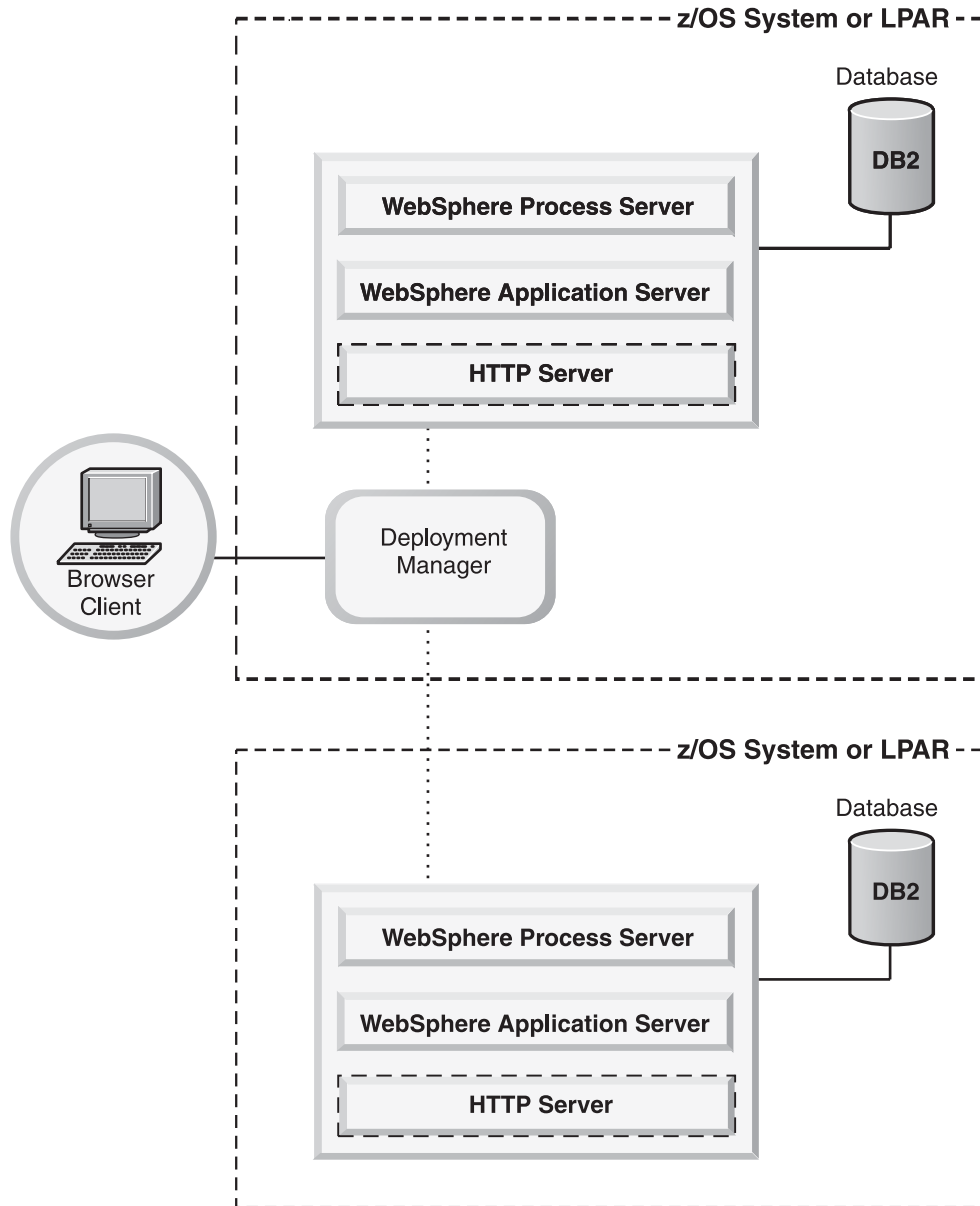 z/OS System or LPAR
Database
DB2
WebSphere Process Server
WebSphere Application Server
HTTP Server
Deployment
Manager
Browser
Client
z/OS System or LPAR
Database
DB2
WebSphere Process Server
WebSphere Application Server
HTTP Server